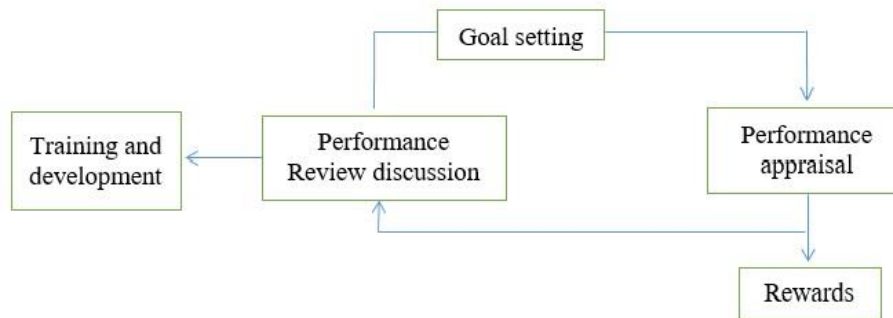 Goal setting
Training and
development
Performance
Review discussion
Performance
appraisal
Rewards